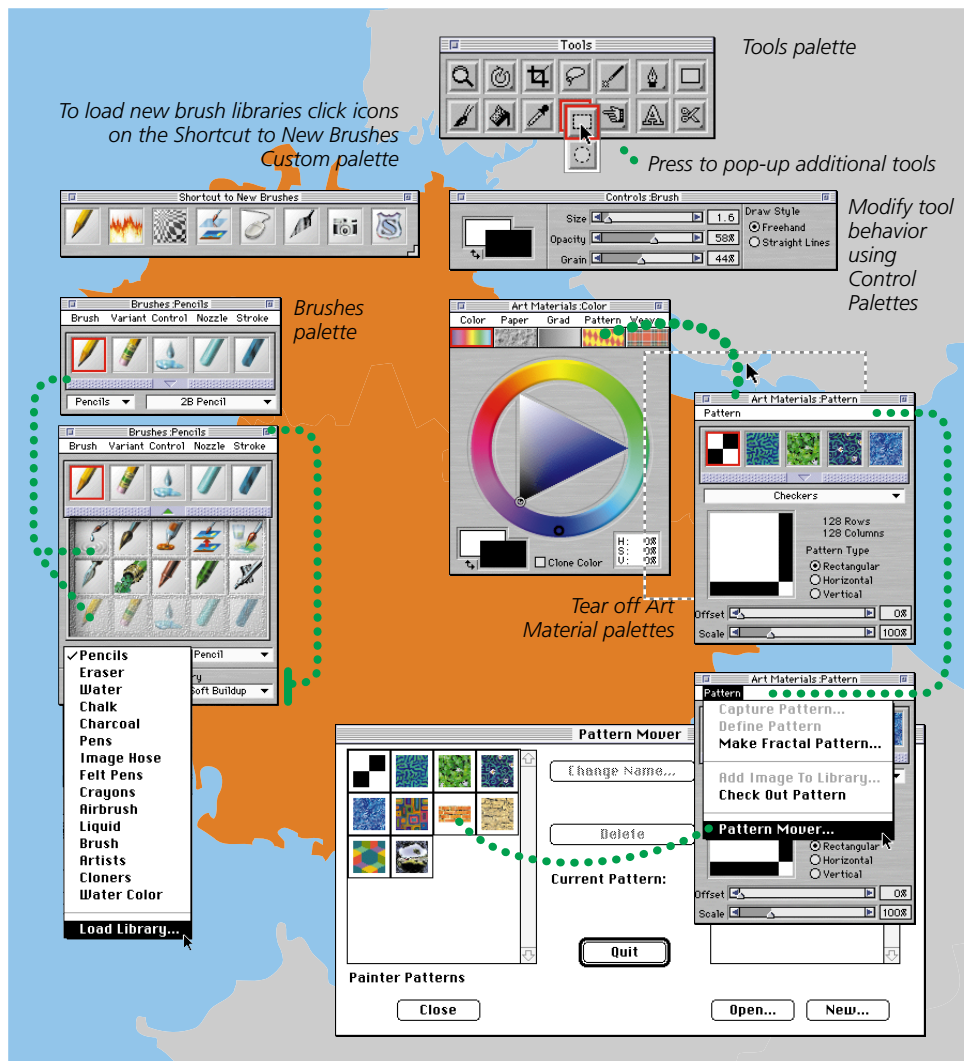 Tools
Tools palette
To load new brush libraries click icons
on the Shortcut to New Brushes
Custom palette
Press to pop-up additional tools
Shortcut to New Brushes
Controls:Brush
Size
1.6
Opacity
58%
Grain
44%
Draw Style
Freehand
Straight Lines
Modify tool
behavior
using
Control
Palettes
Brushes:Pencils
Brush Variant Control Nozzle Stroke
Pencils
2B Pencil
Brushes
palette
Art Materials:Color
Color Paper Grad Pattern Weave
H: 0%
S: 0%
V: 0%
Clone Color
Tear off Art
Material palettes
Art Materials:Pattern
Pattern
Checkers
128 Rows
128 Columns
Pattern Type
Rectangular
Horizontal
Vertical
Offset
0%
Scale
100%
Brushes:Pencils
Brush Variant Control Nozzle Stroke
Pencil
Soft Buildup
Pencils
Eraser
Water
Chalk
Charcoal
Pens
Image Hose
Felt Pens
Crayons
Airbrush
Liquid
Brush
Artists
Cloners
Water Color
Load Library...
Art Materials:Pattern
Pattern
Capture Pattern...
Define Pattern
Make Fractal Pattern...
Add Image To Library...
Check Out Pattern
Pattern Mover...
Rectangular
Horizontal
Vertical
Offset
0%
Scale
100%
Pattern Mover
Change Name...
Delete
Current Pattern:
Quit
Painter Patterns
Close
Open...
New...